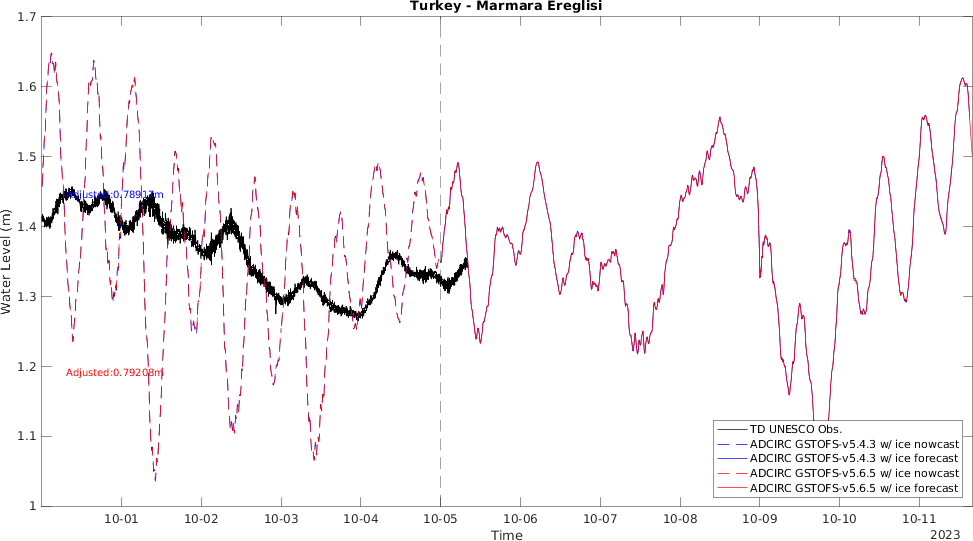 Turkey - Marmara Ereglisi
1.7
1.6
1.5
1.4
1.3
1.2
1.1
1
Water Level (m)
Adjusted:0.78917m
Adjusted:0.79208m
TD UNESCO Obs.
ADCIRC GSTOFS-v5.4.3 w/ ice nowcast
ADCIRC GSTOFS-v5.4.3 w/ ice forecast
ADCIRC GSTOFS-v5.6.5 w/ ice nowcast
ADCIRC GSTOFS-v5.6.5 w/ ice forecast
10-01 10-02 10-03 10-04 10-05 10-06 10-07 10-08 10-09 10-10 10-11
Time
2023